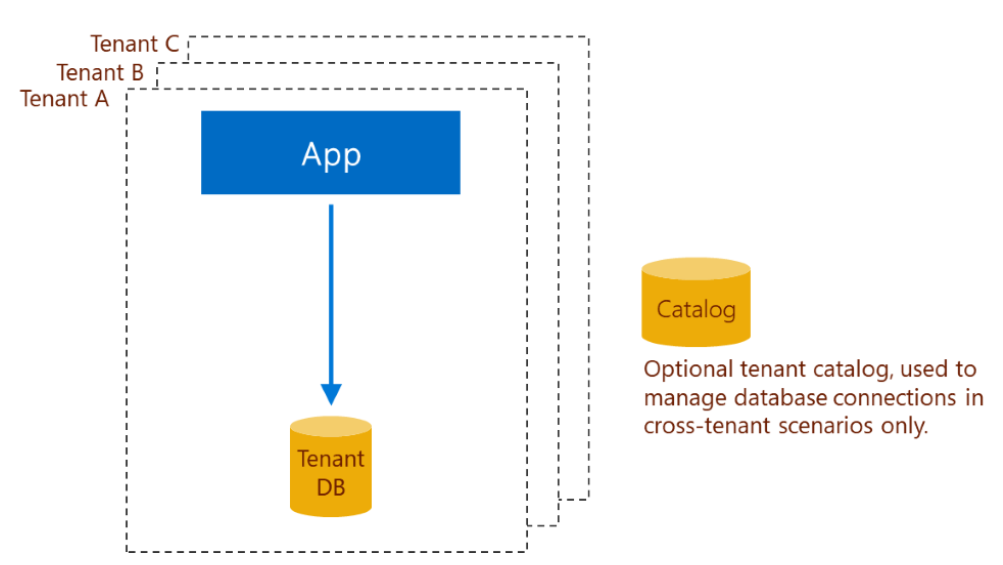 Tenant C
Tenant B
Tenant A
App
Tenant
DB
Catalog
Optional tenant catalog, used to
manage database connections in
cross-tenant scenarios only.